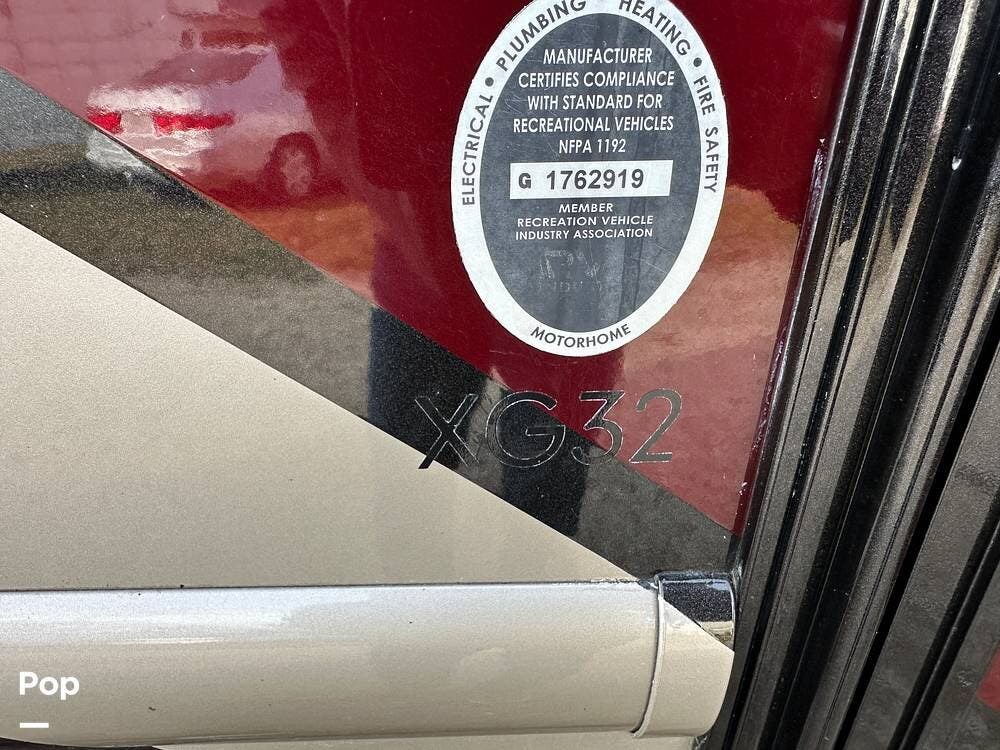 ELECTRICAL • PLUMBING HEATING • FIRE SAFETY
MANUFACTURER
CERTIFIES COMPLIANCE
WITH STANDARD FOR
RECREATIONAL VEHICLES
NFPA 1192
G 1762919
MEMBER
RECREATION VEHICLE
INDUSTRY ASSOCIATION
MOTORHOME
XG32
Pop